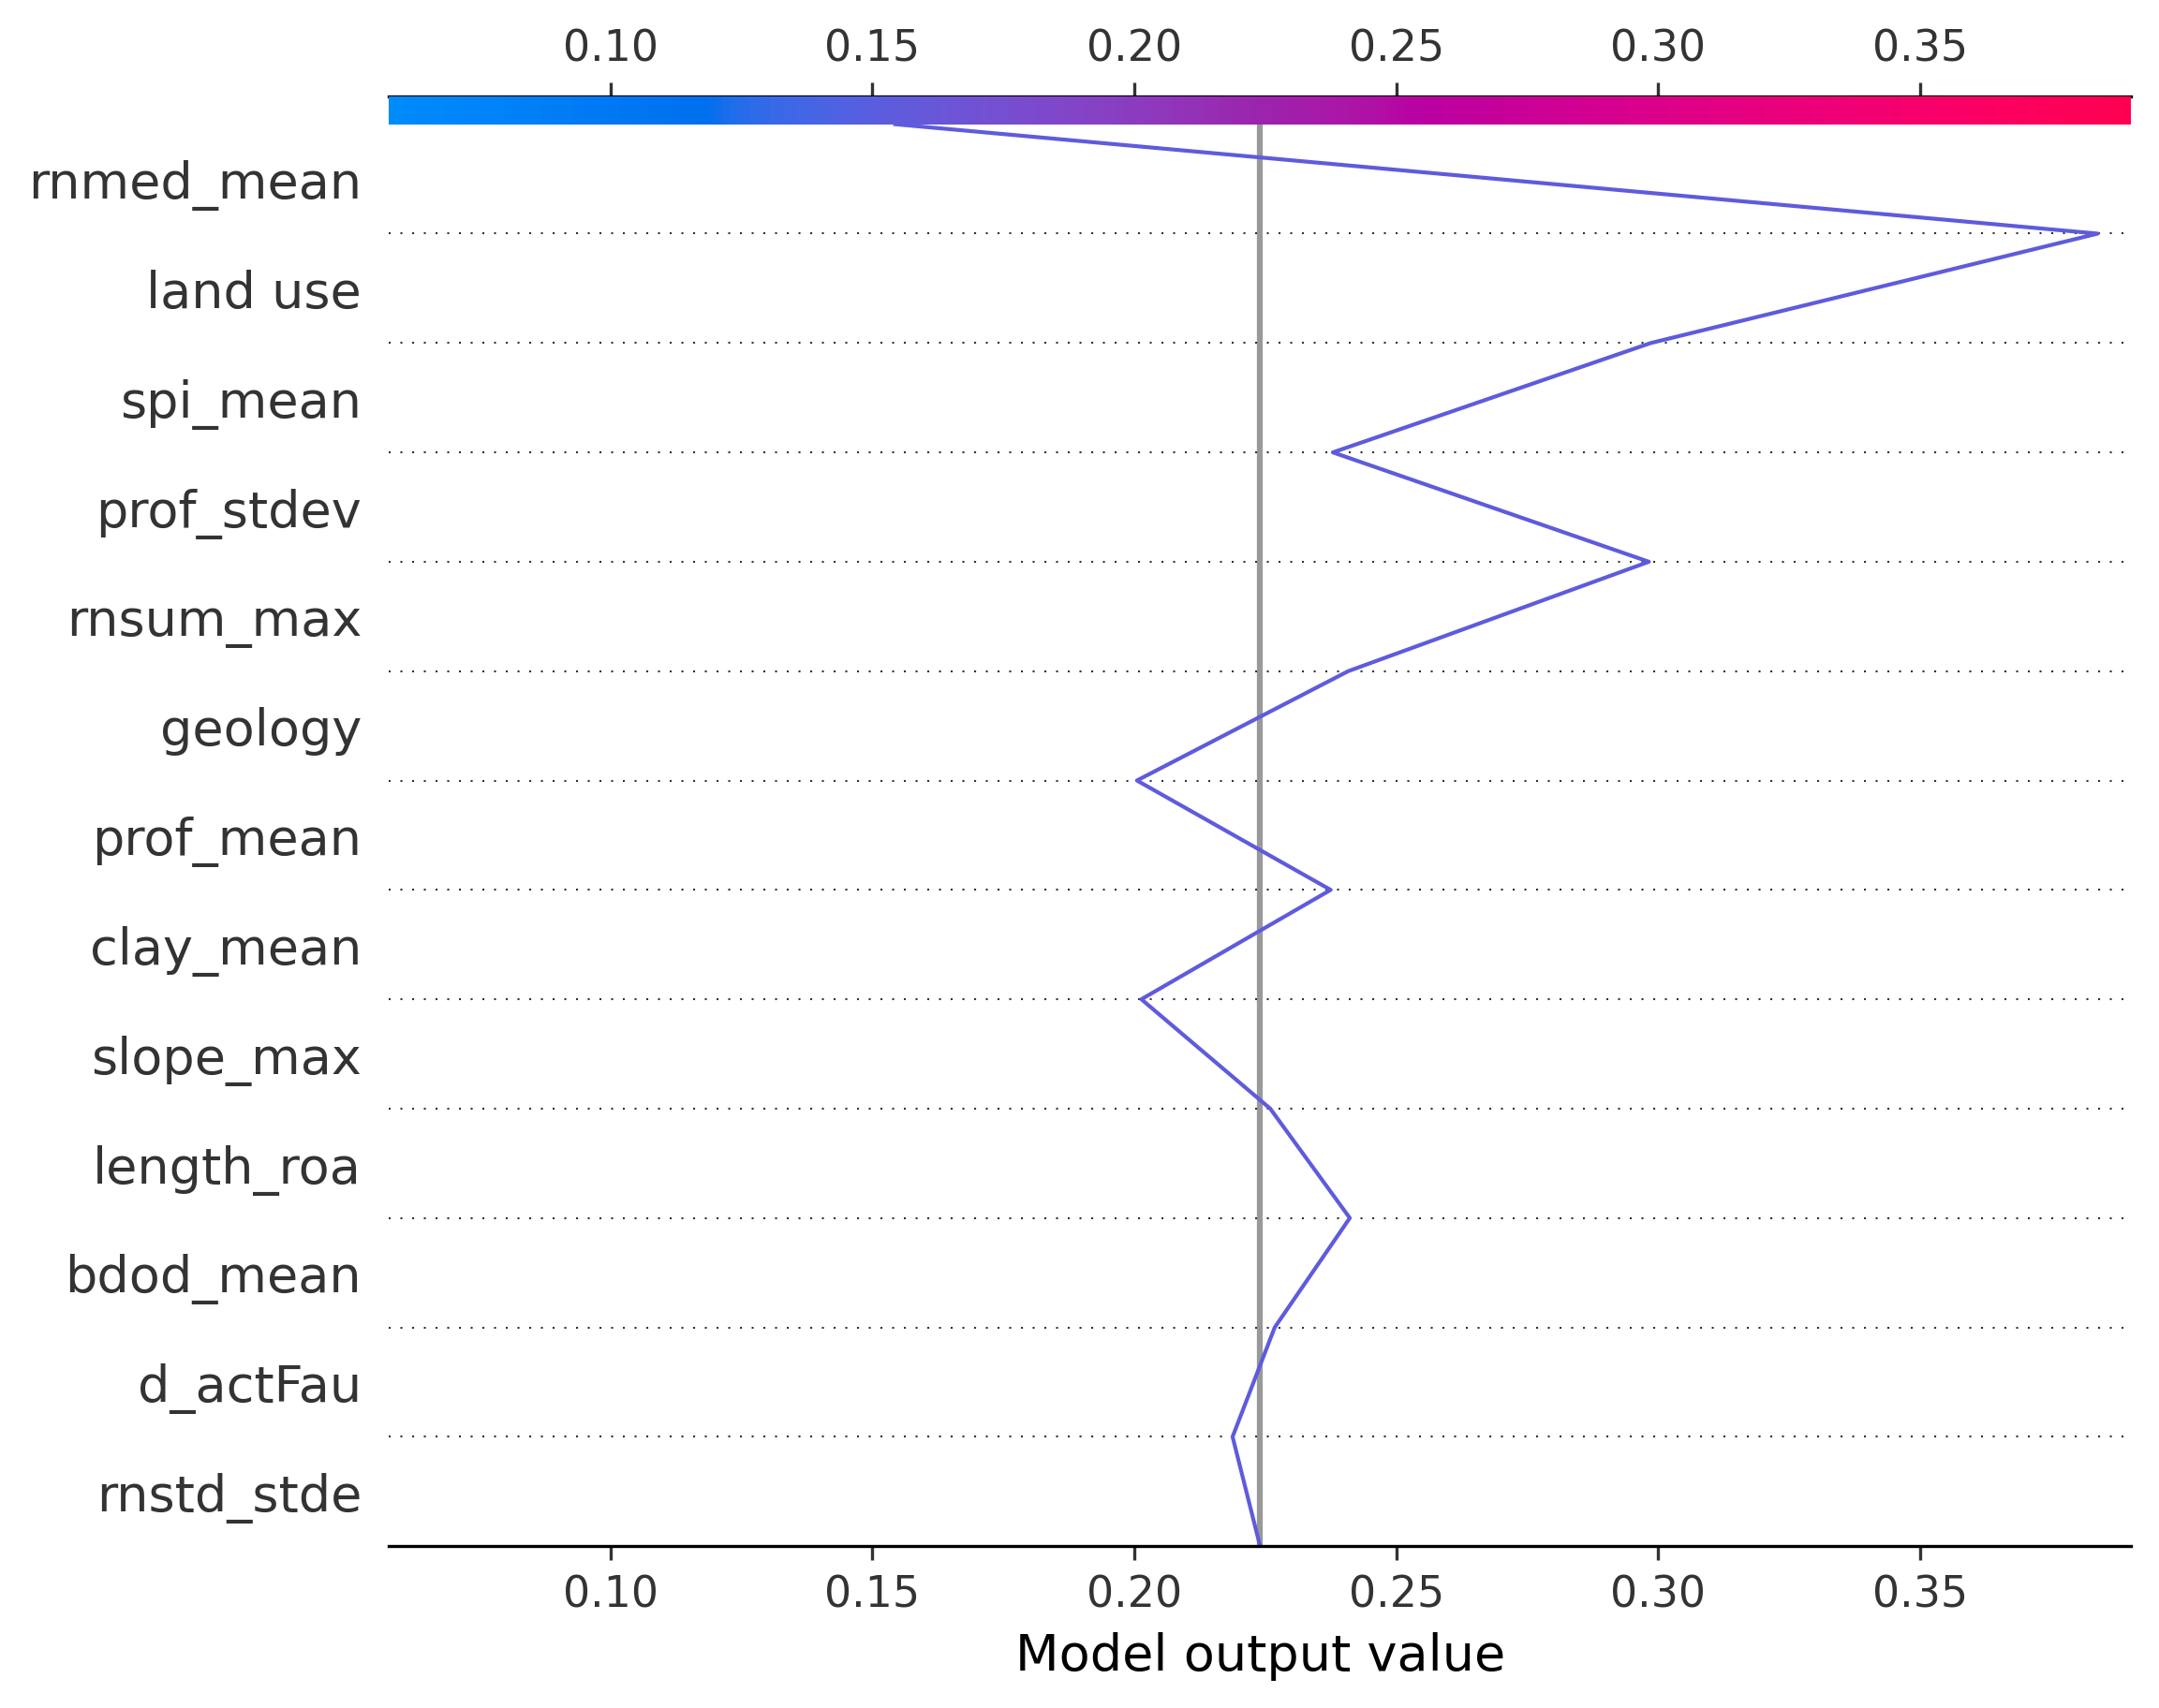 0.10 0.15 0.20 0.25 0.30 0.35
rnmed_mean
land use
spi_mean
prof_stdev
rnsum_max
geology
prof_mean
clay_mean
slope_max
length_roa
bdod_mean
d_actFau
rnstd_stde
0.10 0.15 0.20 0.25 0.30 0.35
Model output value